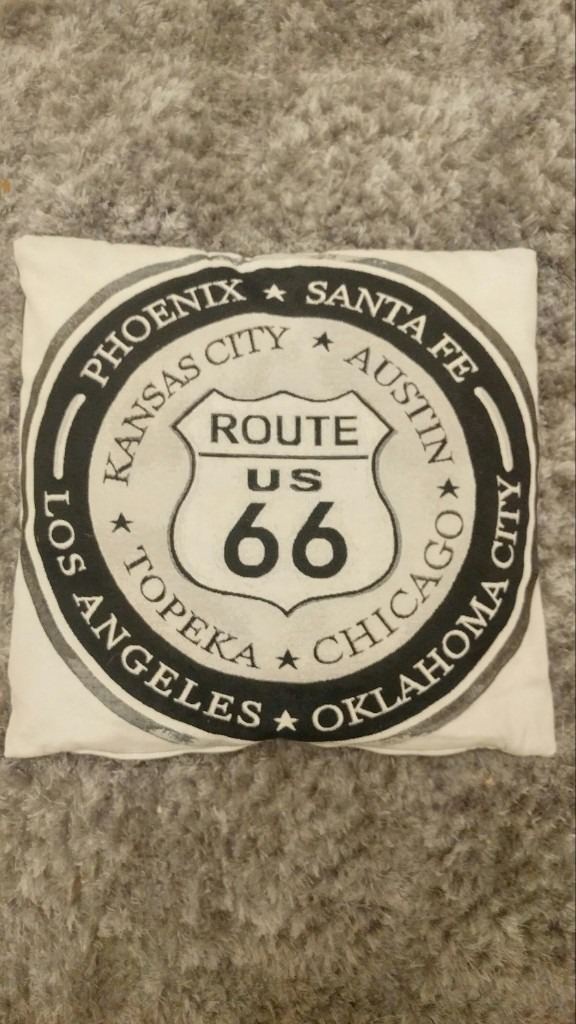 PHOENIX ★ SANTA FE
LOS ANGELES ★ OKLAHOMA CITY
KANSAS CITY ★ AUSTIN ★
★ TOPEKA ★ CHICAGO
ROUTE
US
66